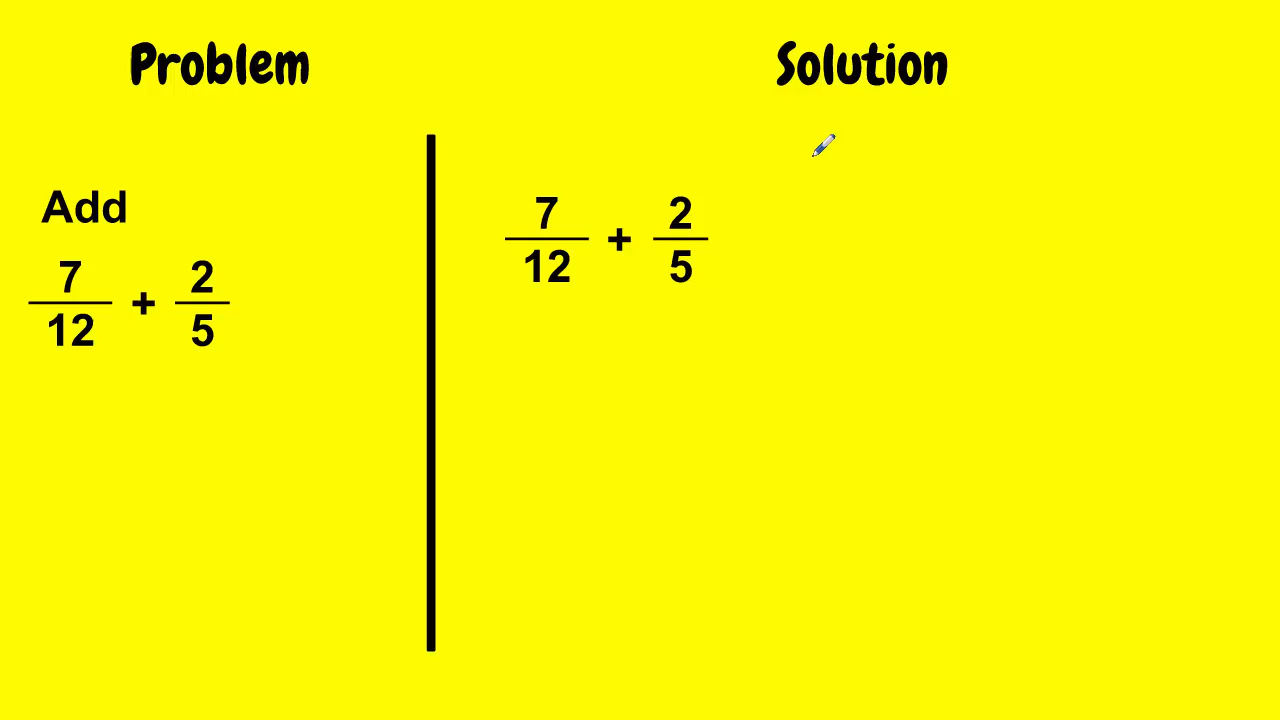 Problem
Solution
Add
7/12 + 2/5
7/12 + 2/5